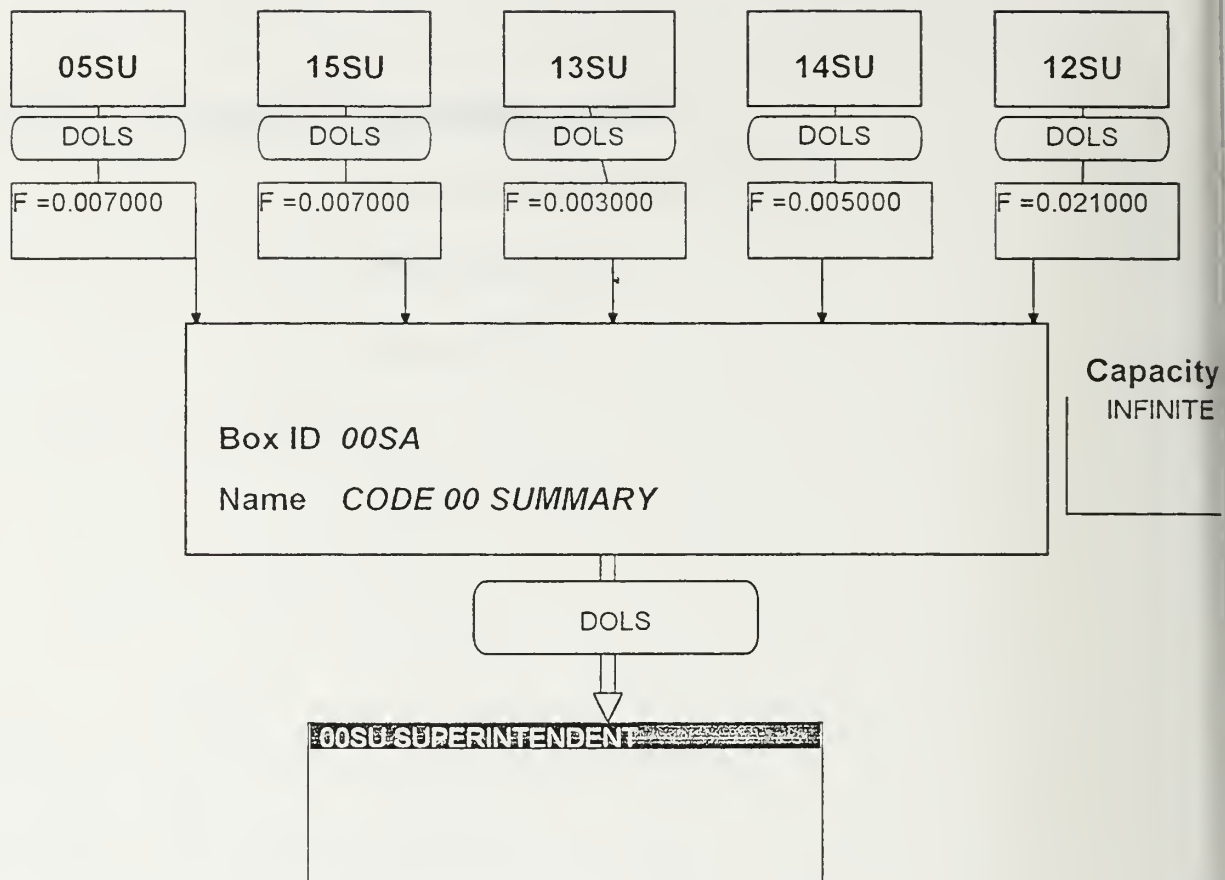 05SU
15SU
13SU
14SU
12SU
DOLS
DOLS
DOLS
DOLS
DOLS
F =0.007000
F =0.007000
F =0.003000
F =0.005000
F =0.021000
Capacity
INFINITE
Box ID 00SA
Name CODE 00 SUMMARY
DOLS
00SU SUPERINTENDENT